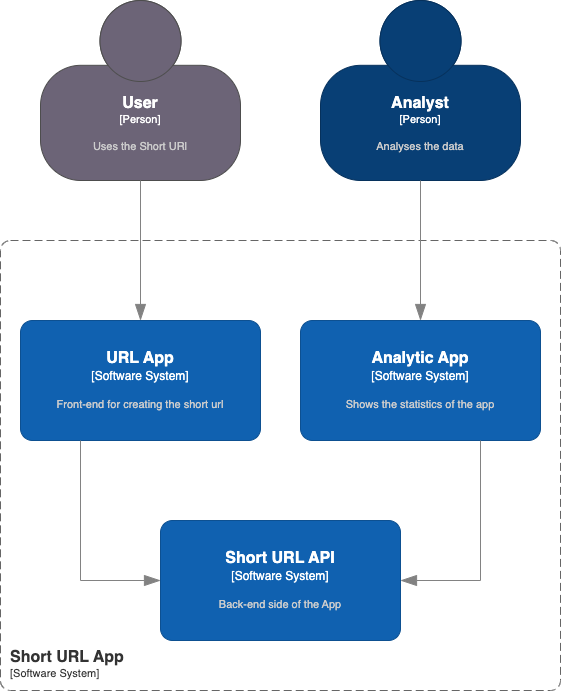 User
[Person]
Uses the Short URl
Analyst
[Person]
Analyses the data
URL App
[Software System]
Front-end for creating the short url
Analytic App
[Software System]
Shows the statistics of the app
Short URL API
[Software System]
Back-end side of the App
Short URL App
[Software System]